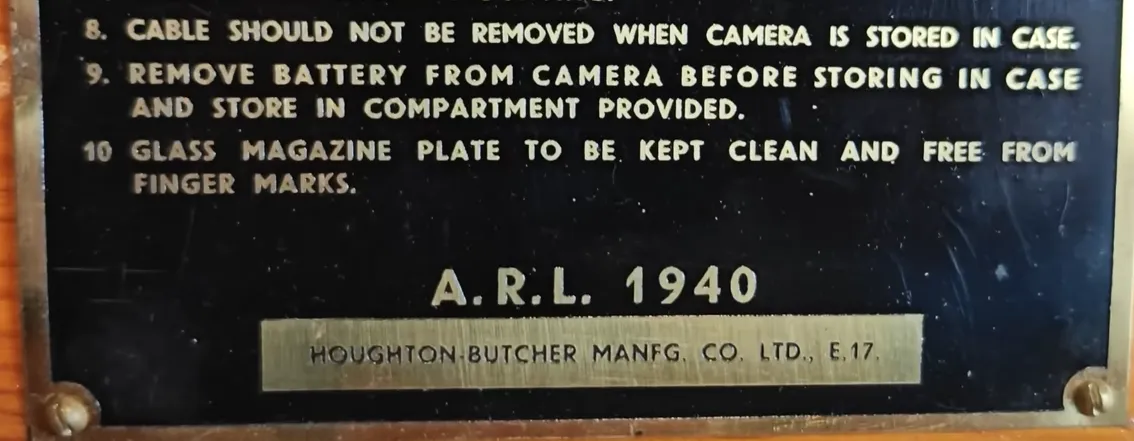 8. CABLE SHOULD NOT BE REMOVED WHEN CAMERA IS STORED IN CASE.
9. REMOVE BATTERY FROM CAMERA BEFORE STORING IN CASE
AND STORE IN COMPARTMENT PROVIDED.
10 GLASS MAGAZINE PLATE TO BE KEPT CLEAN AND FREE FROM
FINGER MARKS.
A.R.L. 1940
HOUGHTON-BUTCHER MANFG. CO. LTD., E.17.